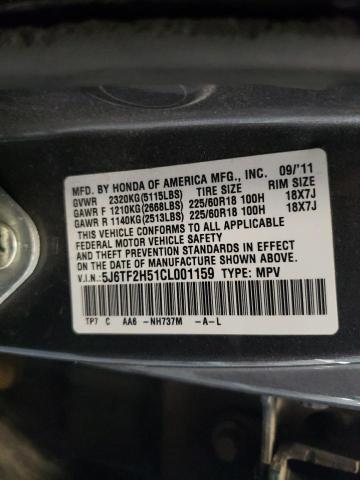 MFD. BY HONDA OF AMERICA MFG., INC. 09/'11
GVWR 2320KG(5115LBS) TIRE SIZE RIM SIZE
GAWR F 1210KG(2668LBS) 225/60R18 100H 18X7J
GAWR R 1140KG(2513LBS) 225/60R18 100H 18X7J
THIS VEHICLE CONFORMS TO ALL APPLICABLE
FEDERAL MOTOR VEHICLE SAFETY
AND THEFT PREVENTION STANDARDS IN EFFECT ON
THE DATE OF MANUFACTURE SHOWN ABOVE.
V.I.N.: 5J6TF2H51CL001159 TYPE: MPV
TP7 C AA6 -NH737M -A-L